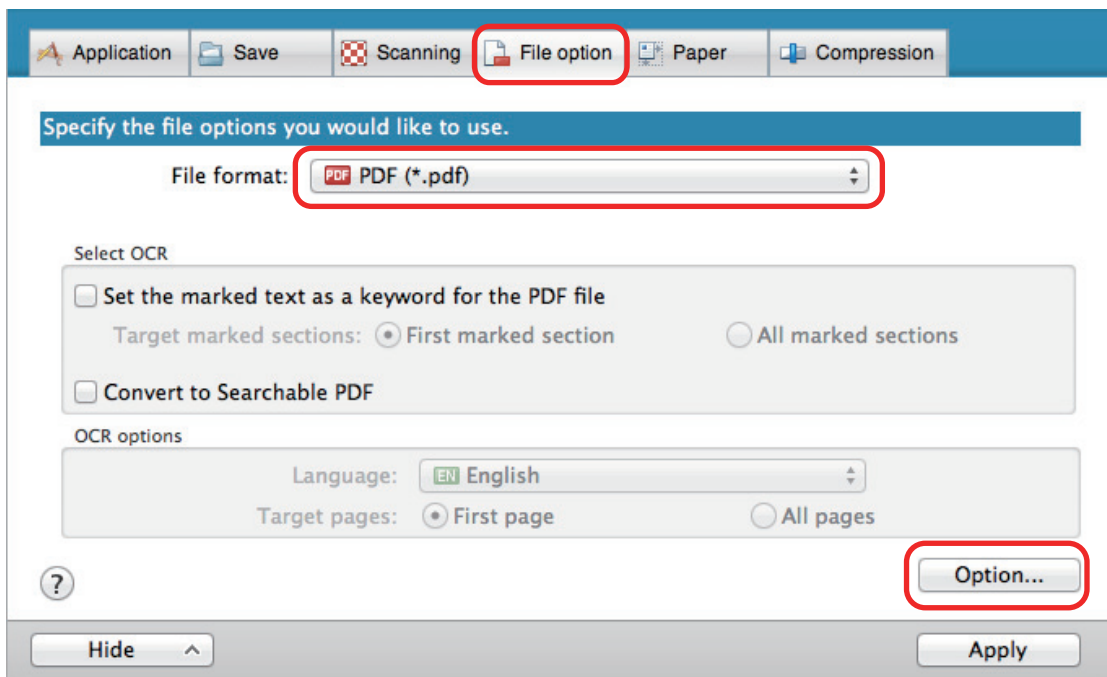 Application Save Scanning File option Paper Compression
Specify the file options you would like to use.
File format: PDF PDF (*.pdf)
Select OCR
Set the marked text as a keyword for the PDF file
Target marked sections: First marked section All marked sections
Convert to Searchable PDF
OCR options
Language: EN English
Target pages: First page All pages
? Option...
Hide Apply